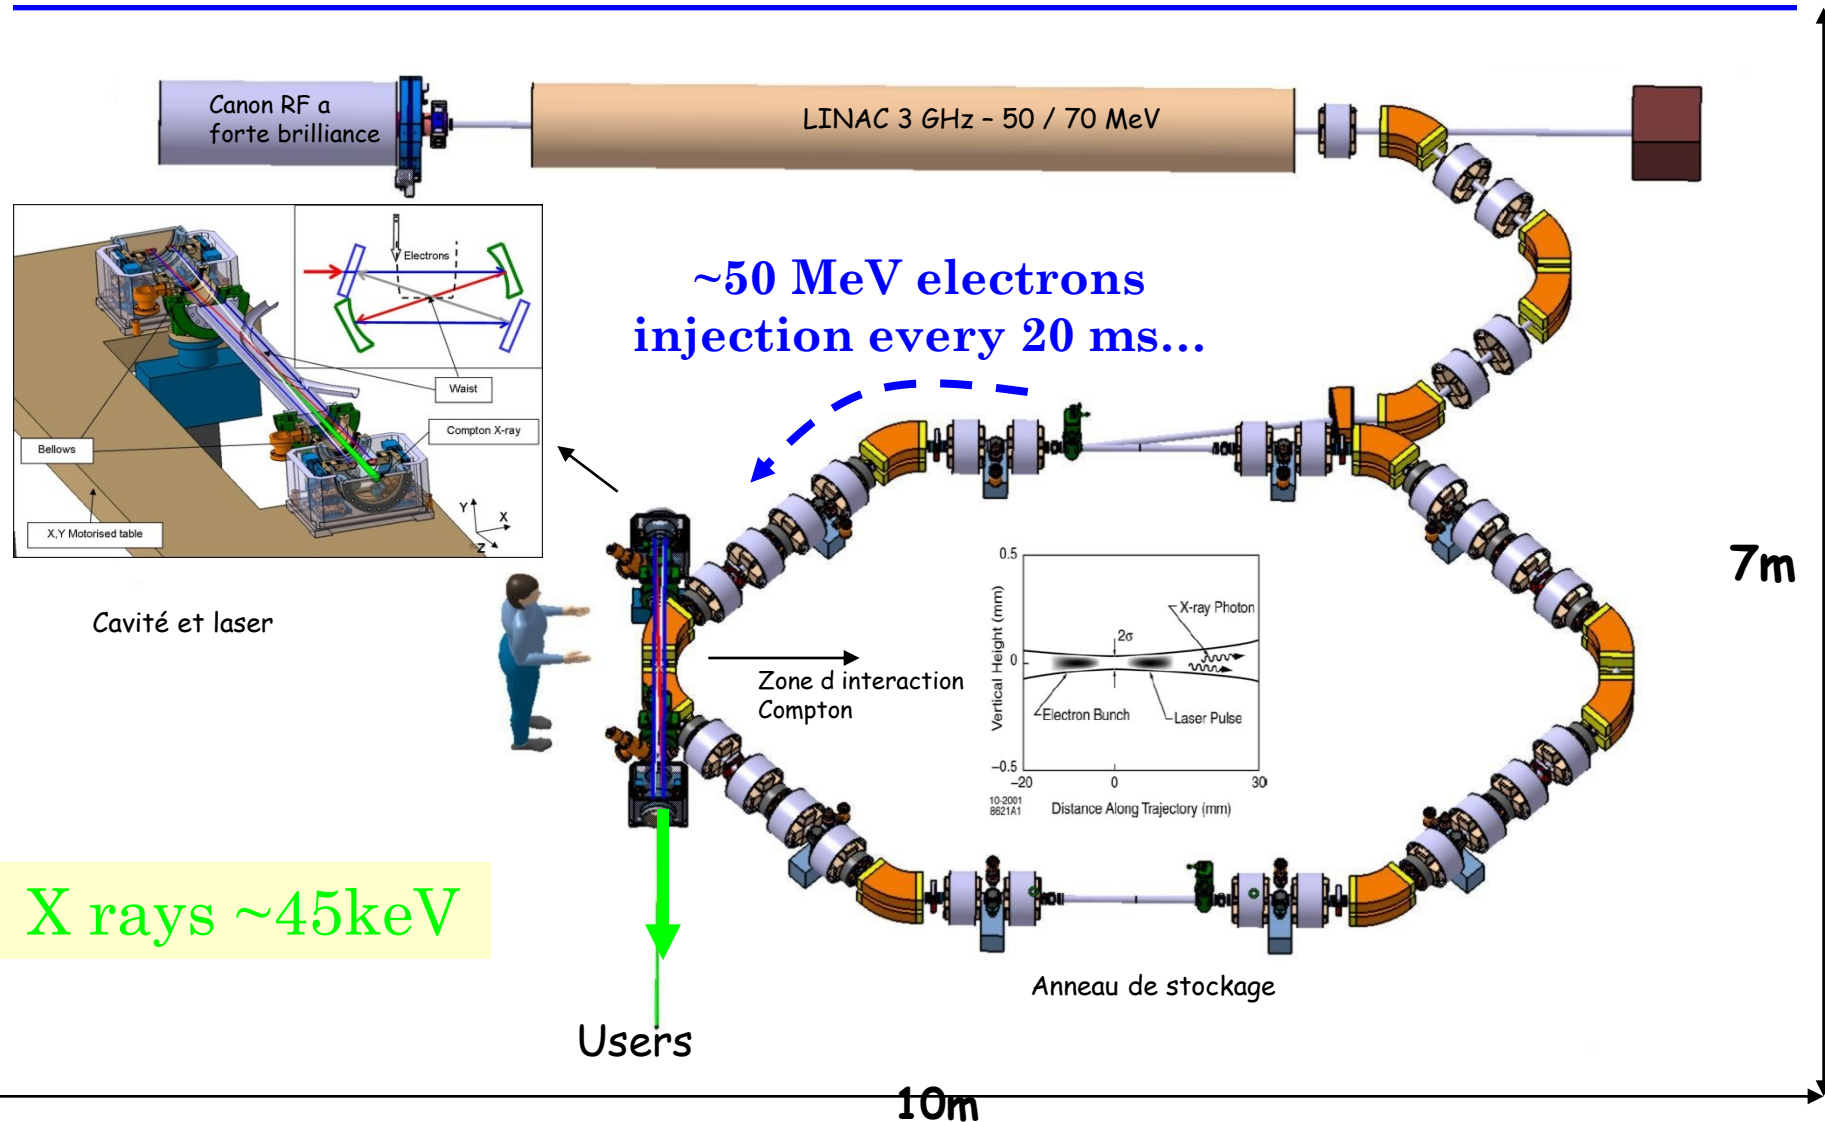 Canon RF a
forte brilliance
LINAC 3 GHz – 50 / 70 MeV
Electrons
Waist
Compton X-ray
Bellows
X,Y Motorised table
Y
X
Z
~50 MeV electrons
injection every 20 ms...
7m
Cavité et laser
Zone d interaction
Compton
0.5
0
–0.5
Vertical Height (mm)
2σ
X-ray Photon
Electron Bunch
Laser Pulse
–20
0
30
Distance Along Trajectory (mm)
10-2001
8621A1
X rays ~45keV
Anneau de stockage
Users
10m